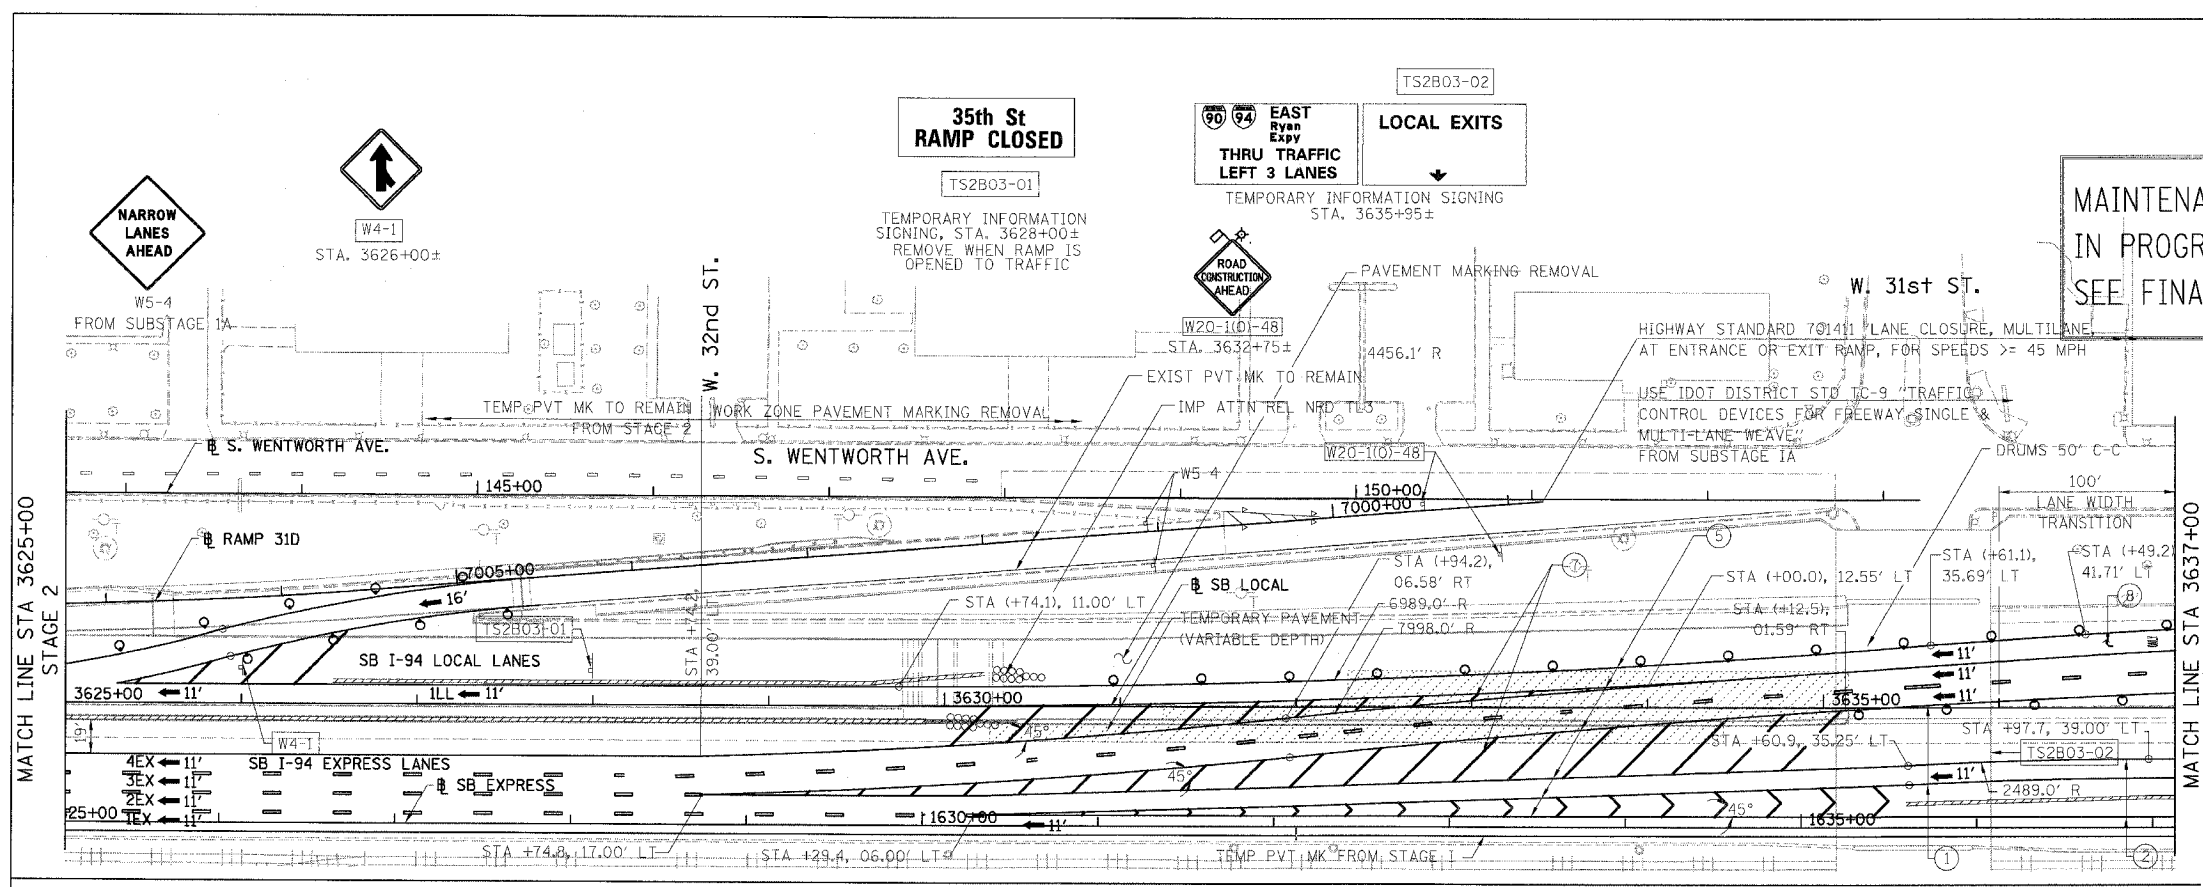 TS2B03-02
35th St
RAMP CLOSED
90 94 EAST
Ryan
Expy
THRU TRAFFIC
LEFT 3 LANES
LOCAL EXITS
TS2B03-01
TEMPORARY INFORMATION SIGNING
STA. 3635+95±
NARROW
LANES
AHEAD
W4-1
STA. 3626+00±
TEMPORARY INFORMATION
SIGNING, STA. 3628+00±
REMOVE WHEN RAMP IS
OPENED TO TRAFFIC
MAINTENA
IN PROGR
SEE FINA
ROAD
CONSTRUCTION
AHEAD
W5-4
FROM SUBSTAGE 1A
W. 32nd ST.
W20-1(O)-48
STA. 3632+75±
PAVEMENT MARKING REMOVAL
W. 31st ST.
4456.1' R
HIGHWAY STANDARD 701411 "LANE CLOSURE, MULTILANE,
AT ENTRANCE OR EXIT RAMP, FOR SPEEDS >= 45 MPH"
EXIST PVT MK TO REMAIN
USE IDOT DISTRICT STD TC-9 "TRAFFIC
CONTROL DEVICES FOR FREEWAY SINGLE &
MULTI-LANE WEAVE"
FROM SUBSTAGE 1A
TEMP PVT MK TO REMAIN
FROM STAGE 2
WORK ZONE PAVEMENT MARKING REMOVAL
IMP ATTN REL NRD TL3
W20-1(O)-48
DRUMS 50' C-C
℄ S. WENTWORTH AVE.
S. WENTWORTH AVE.
W5-4
145+00
150+00
7000+00
100'
LANE WIDTH
TRANSITION
℄ RAMP 31D
7005+00
16'
5
7
STA (+94.2),
06.58' RT
STA (+00.0), 12.55' LT
STA (+61.1),
35.69' LT
STA (+49.2)
41.71' LT
8
℄ SB LOCAL
STA (+74.1), 11.00' LT
6989.0' R
7998.0' R
TEMPORARY PAVEMENT
(VARIABLE DEPTH)
STA (+12.5),
01.59' RT
TS2B03-01
STA +74.2,
39.00' LT
SB I-94 LOCAL LANES
11'
11'
11'
3625+00
11'
1LL 11'
3630+00
3635+00
19'
W4-1
45°
STA +60.9, 35.25' LT
STA +97.7, 39.00' LT
TS2B03-02
SB I-94 EXPRESS LANES
4EX 11'
3EX 11'
2EX 11'
1EX 11'
℄ SB EXPRESS
45°
11'
2489.0' R
25+00
1630+00
11'
45°
1635+00
STA +74.8, 17.00' LT
STA +29.4, 06.00' LT
TEMP PVT MK FROM STAGE I
1
2
MATCH LINE STA 3625+00
STAGE 2
MATCH LINE STA 3637+00